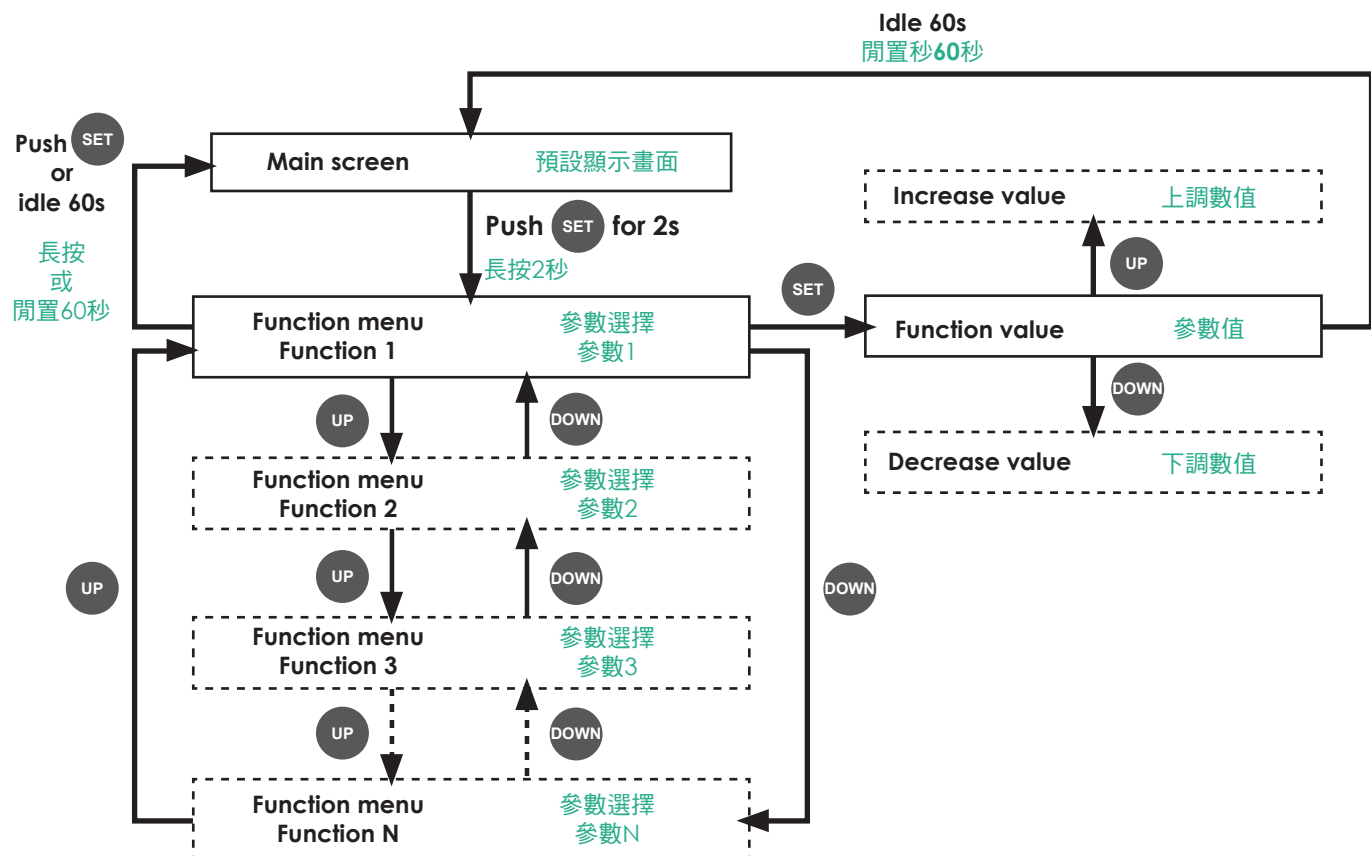 Idle 60s
閒置秒60秒
Push SET
or
idle 60s
長按
或
閒置60秒
Main screen 預設顯示畫面
Push SET for 2s
長按2秒
Increase value 上調數值
UP
SET
Function menu 參數選擇
Function 1 參數1
Function value 參數值
DOWN
Decrease value 下調數值
UP DOWN
Function menu 參數選擇
Function 2 參數2
UP DOWN
UP DOWN
Function menu 參數選擇
Function 3 參數3
UP DOWN
Function menu 參數選擇
Function N 參數N